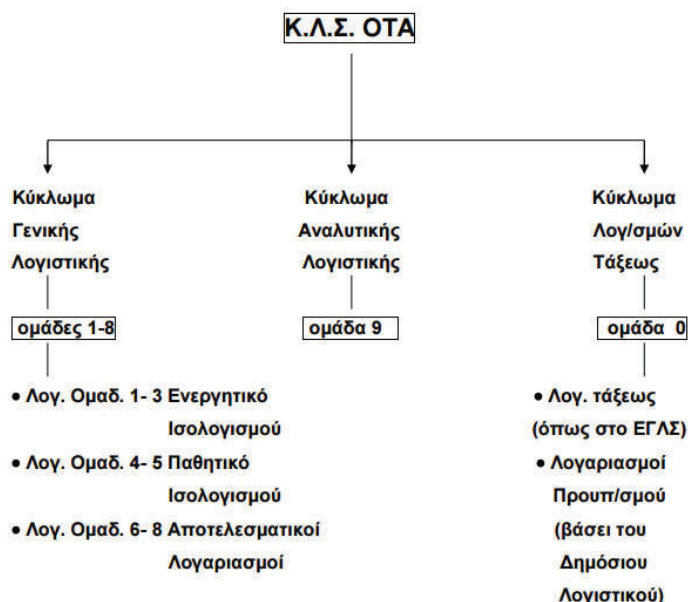 Κ.Λ.Σ. ΟΤΑ
Κύκλωμα
Γενικής
Λογιστικής
ομάδες 1-8
● Λογ. Ομαδ. 1- 3 Ενεργητικό
Ισολογισμού
● Λογ. Ομαδ. 4- 5 Παθητικό
Ισολογισμού
● Λογ. Ομαδ. 6- 8 Αποτελεσματικοί
Λογαριασμοί
Κύκλωμα
Αναλυτικής
Λογιστικής
ομάδα 9
Κύκλωμα
Λογ/σμών
Τάξεως
ομάδα 0
● Λογ. τάξεως
(όπως στο ΕΓΛΣ)
● Λογαριασμοί
Προυπ/σμού
(βάσει του
Δημόσιου
Λογιστικού)